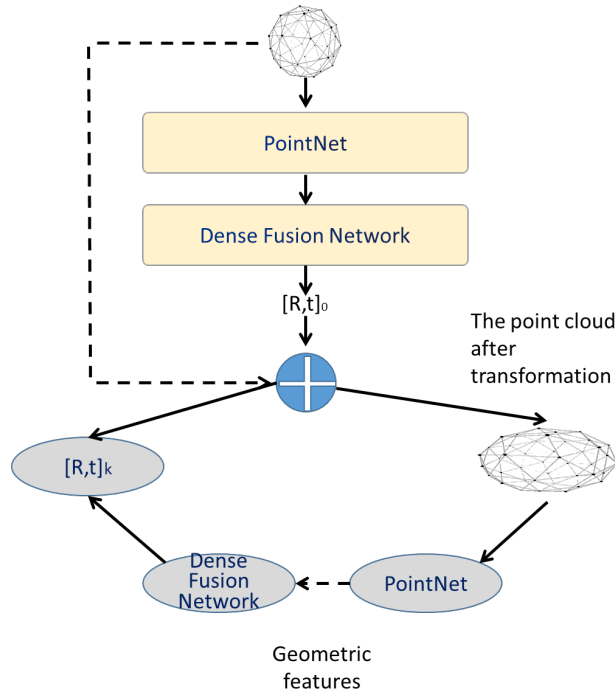 PointNet
Dense Fusion Network
[R,t]₀
The point cloud
after
transformation
[R,t]k
Dense
Fusion
Network
PointNet
Geometric
features